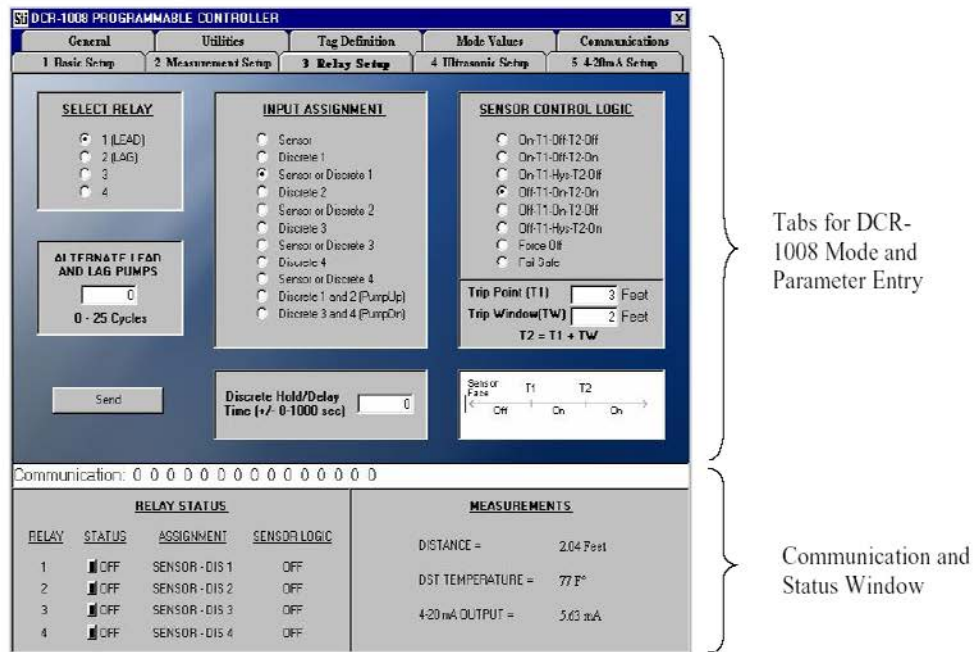 Sti DCR-1008 PROGRAMMABLE CONTROLLER
General Utilities Tag Definition Mode Values Communications
1 Basic Setup 2 Measurement Setup 3 Relay Setup 4 Ultrasonic Setup 5 4-20mA Setup
SELECT RELAY
1 (LEAD)
2 (LAG)
3
4
ALTERNATE LEAD
AND LAG PUMPS
0
0 - 25 Cycles
Send
INPUT ASSIGNMENT
Sensor
Discrete 1
Sensor or Discrete 1
Discrete 2
Sensor or Discrete 2
Discrete 3
Sensor or Discrete 3
Discrete 4
Sensor or Discrete 4
Discrete 1 and 2 (PumpUp)
Discrete 3 and 4 (PumpDn)
Discrete Hold/Delay
Time (+/- 0-1000 sec) 0
SENSOR CONTROL LOGIC
On-T1-Off-T2-Off
On-T1-Off-T2-On
On-T1-Hys-T2-Off
Off-T1-On-T2-On
Off-T1-On-T2-Off
Off-T1-Hys-T2-On
Force Off
Fail Safe
Trip Point (T1) 3 Feet
Trip Window(TW) 2 Feet
T2 = T1 + TW
Sensor
Face T1 T2
Off On On
Tabs for DCR-
1008 Mode and
Parameter Entry
Communication: 0 0 0 0 0 0 0 0 0 0 0 0 0 0 0
RELAY STATUS
RELAY STATUS ASSIGNMENT SENSOR LOGIC
1 OFF SENSOR - DIS 1 OFF
2 OFF SENSOR - DIS 2 OFF
3 OFF SENSOR - DIS 3 OFF
4 OFF SENSOR - DIS 4 OFF
MEASUREMENTS
DISTANCE = 2.04 Feet
DST TEMPERATURE = 77 F°
4-20 mA OUTPUT = 5.63 mA
Communication and
Status Window